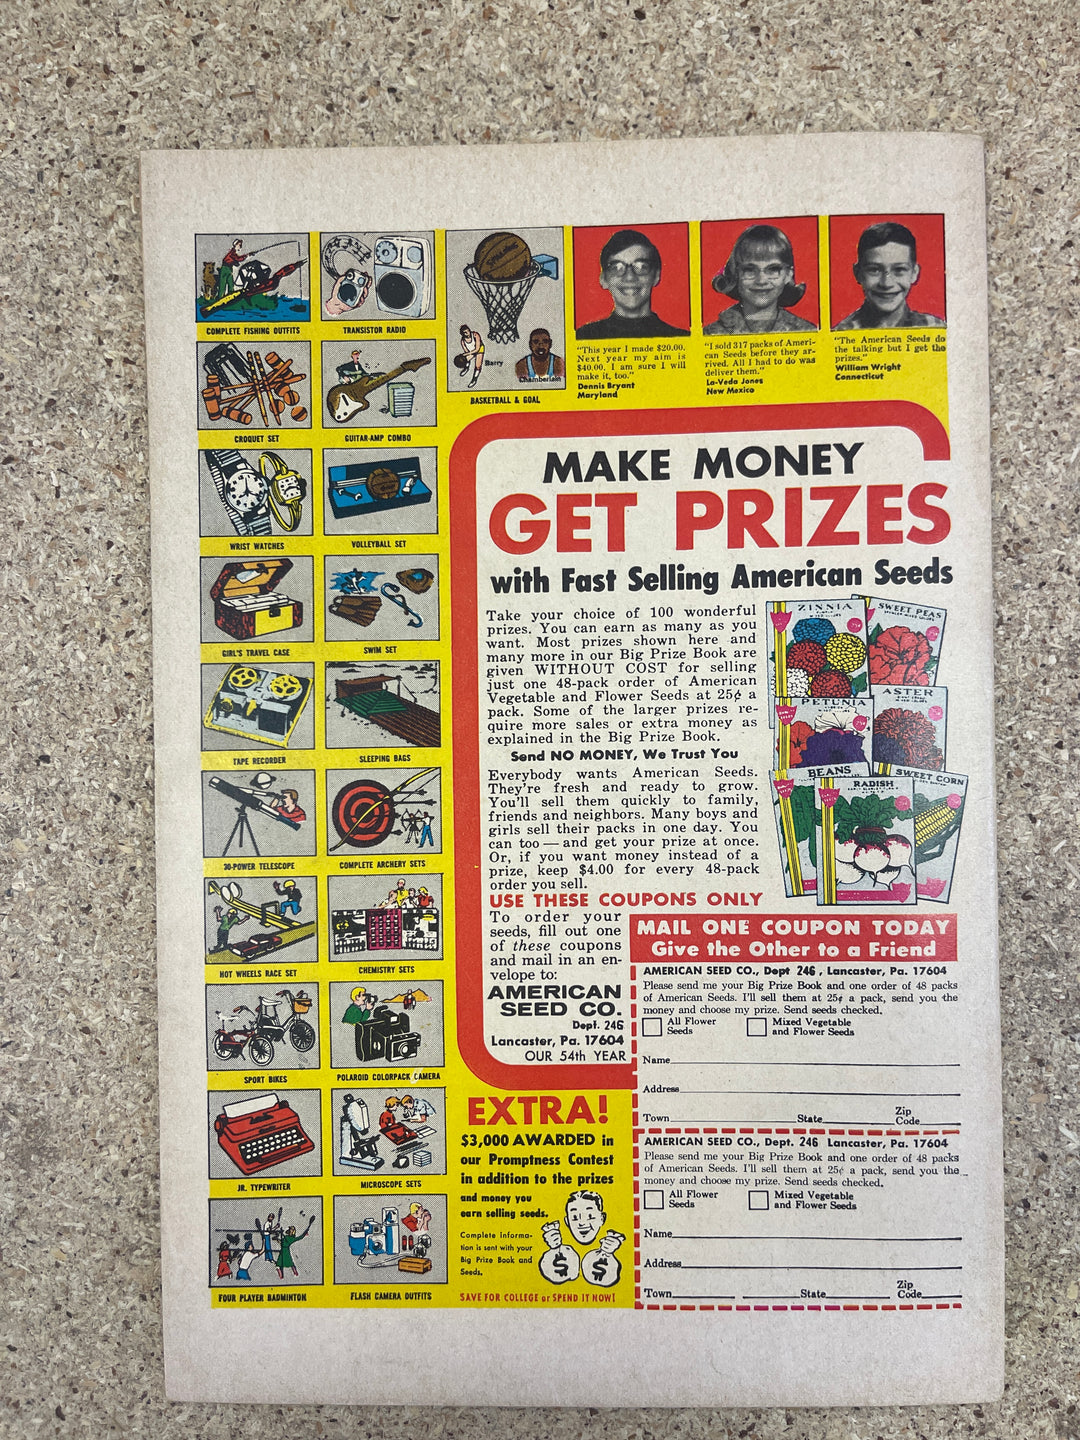 COMPLETE FISHING OUTFITS
TRANSISTOR RADIO
Barry
Chamberlain
BASKETBALL & GOAL
"This year I made $20.00.
Next year my aim is
$40.00. I am sure I will
make it, too."
Dennis Bryant
Maryland
"I sold 317 packs of Ameri-
can Seeds before they ar-
rived. All I had to do was
deliver them."
La-Veda Jones
New Mexico
"The American Seeds do
the talking but I get the
prizes."
William Wright
Connecticut
CROQUET SET
GUITAR-AMP COMBO
WRIST WATCHES
VOLLEYBALL SET
GIRL'S TRAVEL CASE
SWIM SET
TAPE RECORDER
SLEEPING BAGS
30-POWER TELESCOPE
COMPLETE ARCHERY SETS
HOT WHEELS RACE SET
CHEMISTRY SETS
SPORT BIKES
POLAROID COLORPACK CAMERA
JR. TYPEWRITER
MICROSCOPE SETS
FOUR PLAYER BADMINTON
FLASH CAMERA OUTFITS
MAKE MONEY
GET PRIZES
with Fast Selling American Seeds
Take your choice of 100 wonderful
prizes. You can earn as many as you
want. Most prizes shown here and
many more in our Big Prize Book are
given WITHOUT COST for selling
just one 48-pack order of American
Vegetable and Flower Seeds at 25¢ a
pack. Some of the larger prizes re-
quire more sales or extra money as
explained in the Big Prize Book.
Send NO MONEY, We Trust You
Everybody wants American Seeds.
They're fresh and ready to grow.
You'll sell them quickly to family,
friends and neighbors. Many boys and
girls sell their packs in one day. You
can too — and get your prize at once.
Or, if you want money instead of a
prize, keep $4.00 for every 48-pack
order you sell.
ZINNIA
SWEET PEAS
ASTER
PETUNIA
BEANS
SWEET CORN
RADISH
USE THESE COUPONS ONLY
To order your
seeds, fill out one
of these coupons
and mail in an en-
velope to:
AMERICAN
SEED CO.
Dept. 246
Lancaster, Pa. 17604
OUR 54th YEAR
MAIL ONE COUPON TODAY
Give the Other to a Friend
AMERICAN SEED CO., Dept 246, Lancaster, Pa. 17604
Please send me your Big Prize Book and one order of 48 packs
of American Seeds. I'll sell them at 25¢ a pack, send you the
money and choose my prize. Send seeds checked.
All Flower Seeds
Mixed Vegetable and Flower Seeds
Name
Address
Town State Zip Code
AMERICAN SEED CO., Dept. 246 Lancaster, Pa. 17604
Please send me your Big Prize Book and one order of 48 packs
of American Seeds. I'll sell them at 25¢ a pack, send you the
money and choose my prize. Send seeds checked.
All Flower Seeds
Mixed Vegetable and Flower Seeds
Name
Address
Town State Zip Code
EXTRA!
$3,000 AWARDED in
our Promptness Contest
in addition to the prizes
and money you
earn selling seeds.
Complete informa-
tion is sent with your
Big Prize Book and
Seeds.
$ $
SAVE FOR COLLEGE or SPEND IT NOW!